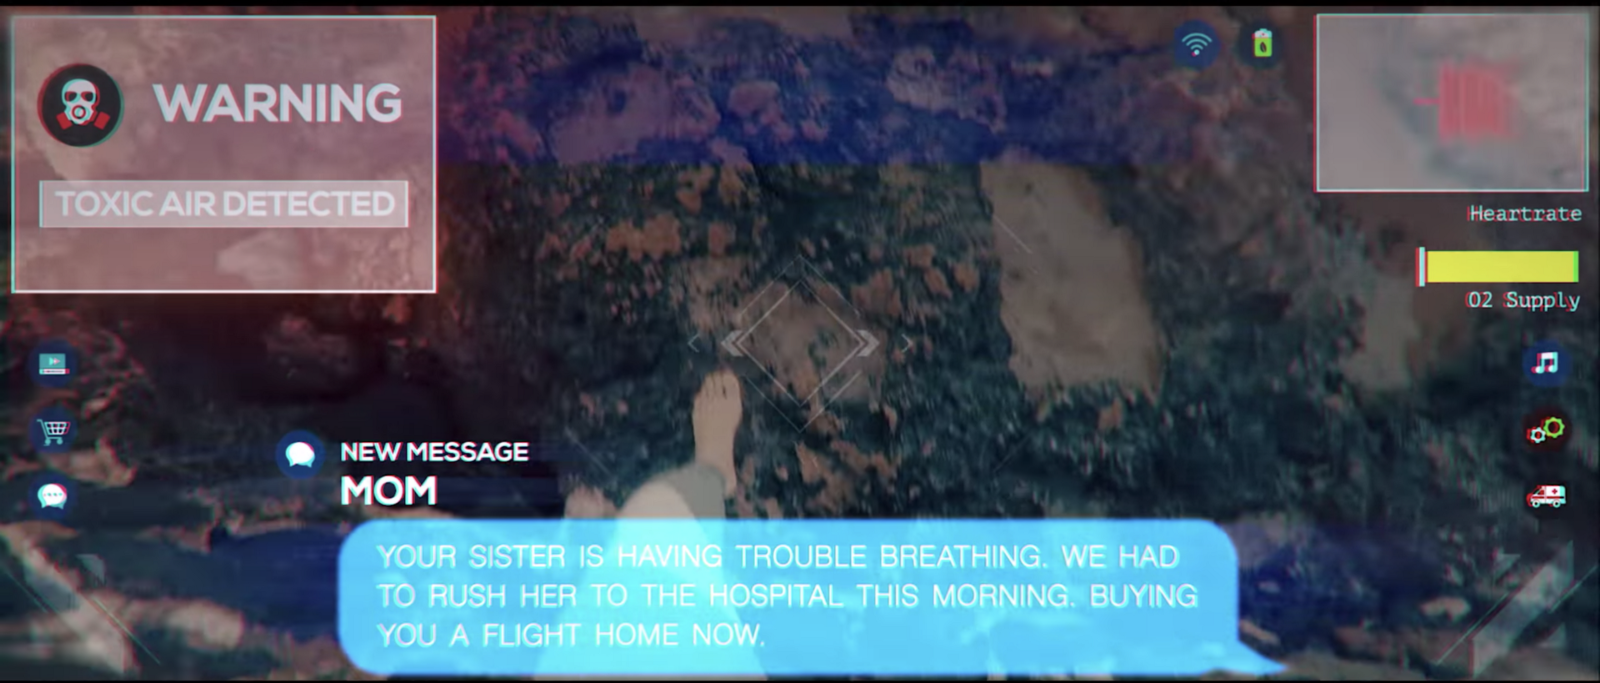 WARNING
TOXIC AIR DETECTED
Heartrate
O2 Supply
NEW MESSAGE
MOM
YOUR SISTER IS HAVING TROUBLE BREATHING. WE HAD
TO RUSH HER TO THE HOSPITAL THIS MORNING. BUYING
YOU A FLIGHT HOME NOW.